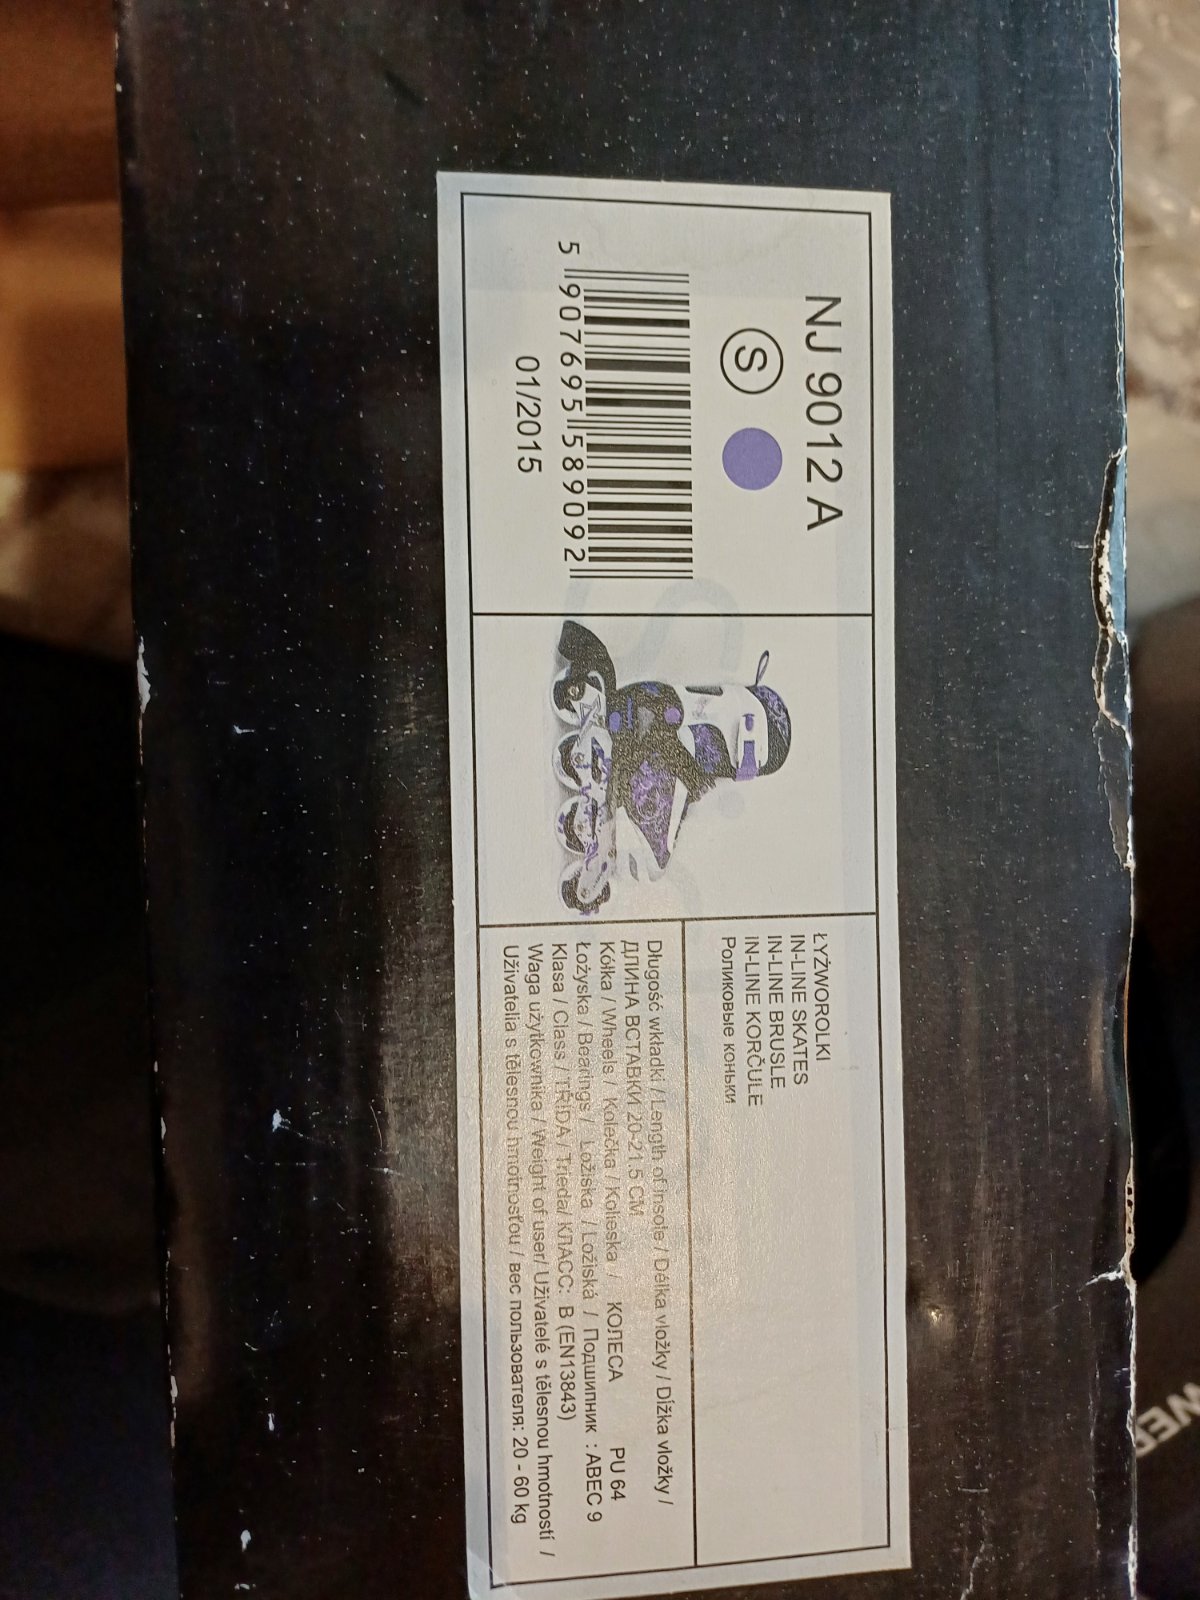 NJ 9012 A
S
5 907695 589092
01/2015
ŁYŻWOROLKI
IN-LINE SKATES
IN-LINE BRUSLE
IN-LINE KORČULE
Роликовые коньки
Długość wkładki / Length of insole / Délka vložky / Dĺžka vložky /
ДЛИНА ВСТАВКИ 20-21,5 СМ
Kółka / Wheels / Kolečka / Kolieska / КОЛЕСА PU 64
Łożyska / Bearings / Ložiska / Ložiská / Подшипник : ABEC 9
Klasa / Class / TŘÍDA / Trieda/ КЛАСС: B (EN13843)
Waga użytkownika / Weight of user/ Uživatelé s tělesnou hmotností /
Uživatelia s tělesnou hmotnosťou / вес пользователя: 20 - 60 kg